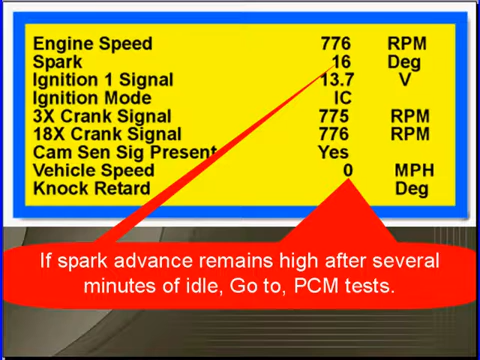 Engine Speed 776 RPM
Spark 16 Deg
Ignition 1 Signal 13.7 V
Ignition Mode IC
3X Crank Signal 775 RPM
18X Crank Signal 776 RPM
Cam Sen Sig Present Yes
Vehicle Speed 0 MPH
Knock Retard Deg
If spark advance remains high after several
minutes of idle, Go to, PCM tests.